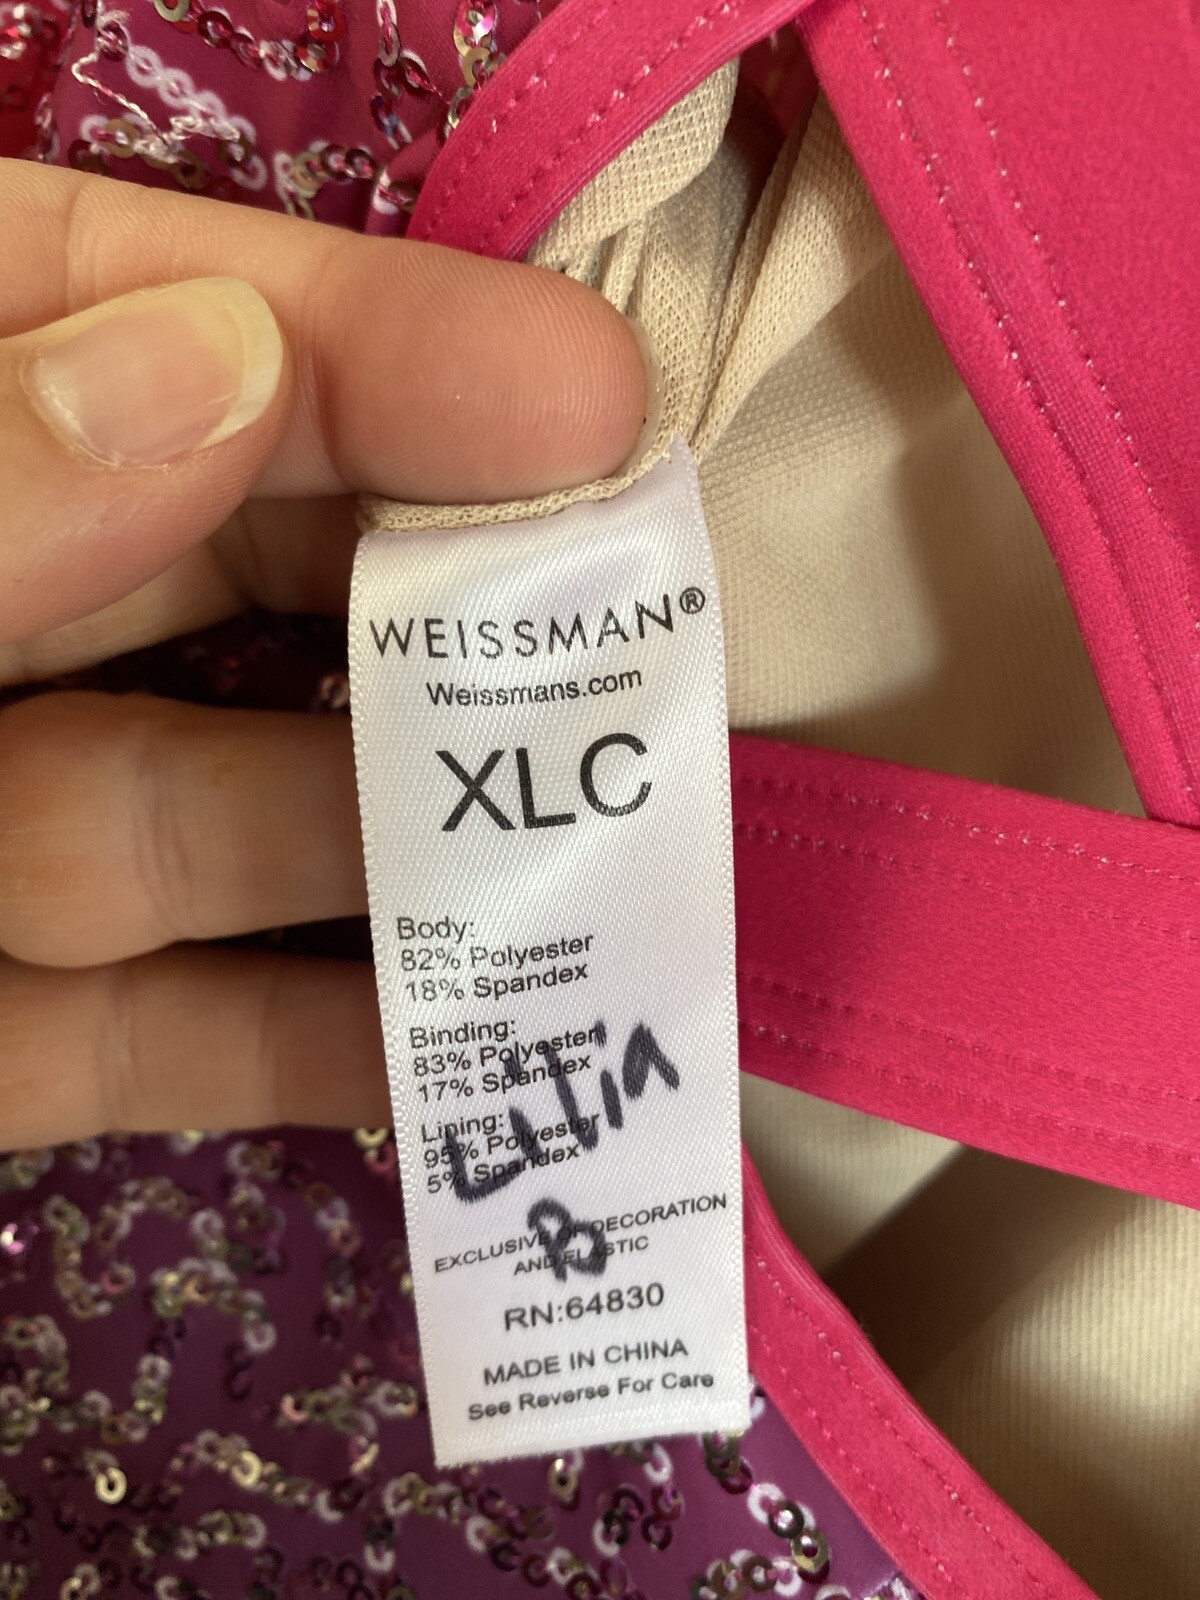 WEISSMAN®
Weissmans.com
XLC
Body:
82% Polyester
18% Spandex
Binding:
83% Polyester
17% Spandex
Lining:
95% Polyester
5% Spandex
B
EXCLUSIVE OF DECORATION
AND ELASTIC
RN:64830
MADE IN CHINA
See Reverse For Care